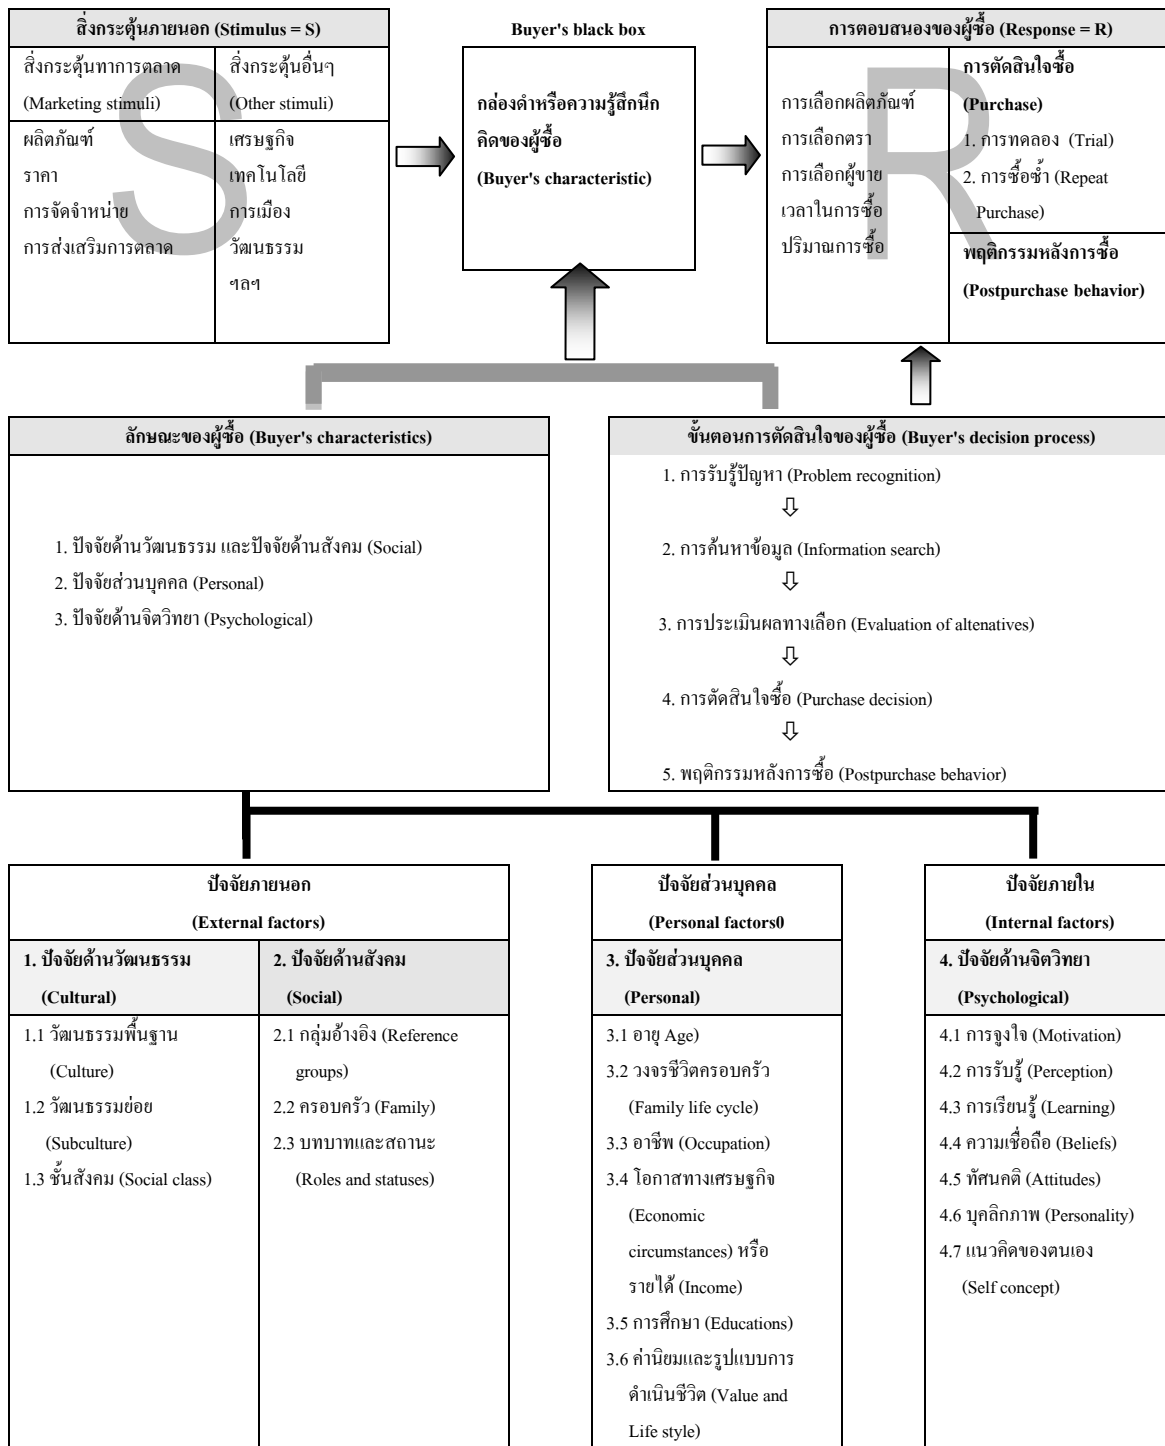 สิ่งกระตุ้นภายนอก (Stimulus = S)
สิ่งกระตุ้นทาการตลาด
(Marketing stimuli)
สิ่งกระตุ้นอื่นๆ
(Other stimuli)
ผลิตภัณฑ์
ราคา
การจัดจำหน่าย
การส่งเสริมการตลาด
เศรษฐกิจ
เทคโนโลยี
การเมือง
วัฒนธรรม
ฯลฯ
S
Buyer's black box
กล่องดำหรือความรู้สึกนึก
คิดของผู้ซื้อ
(Buyer's characteristic)
การตอบสนองของผู้ซื้อ (Response = R)
การเลือกผลิตภัณฑ์
การเลือกตรา
การเลือกผู้ขาย
เวลาในการซื้อ
ปริมาณการซื้อ
R
การตัดสินใจซื้อ
(Purchase)
1. การทดลอง (Trial)
2. การซื้อซ้ำ (Repeat
Purchase)
พฤติกรรมหลังการซื้อ
(Postpurchase behavior)
ลักษณะของผู้ซื้อ (Buyer's characteristics)
1. ปัจจัยด้านวัฒนธรรม และปัจจัยด้านสังคม (Social)
2. ปัจจัยส่วนบุคคล (Personal)
3. ปัจจัยด้านจิตวิทยา (Psychological)
ขั้นตอนการตัดสินใจของผู้ซื้อ (Buyer's decision process)
1. การรับรู้ปัญหา (Problem recognition)
2. การค้นหาข้อมูล (Information search)
3. การประเมินผลทางเลือก (Evaluation of altenatives)
4. การตัดสินใจซื้อ (Purchase decision)
5. พฤติกรรมหลังการซื้อ (Postpurchase behavior)
ปัจจัยภายนอก
(External factors)
1. ปัจจัยด้านวัฒนธรรม
(Cultural)
1.1 วัฒนธรรมพื้นฐาน
(Culture)
1.2 วัฒนธรรมย่อย
(Subculture)
1.3 ชั้นสังคม (Social class)
2. ปัจจัยด้านสังคม
(Social)
2.1 กลุ่มอ้างอิง (Reference
groups)
2.2 ครอบครัว (Family)
2.3 บทบาทและสถานะ
(Roles and statuses)
ปัจจัยส่วนบุคคล
(Personal factors0
3. ปัจจัยส่วนบุคคล
(Personal)
3.1 อายุ Age)
3.2 วงจรชีวิตครอบครัว
(Family life cycle)
3.3 อาชีพ (Occupation)
3.4 โอกาสทางเศรษฐกิจ
(Economic
circumstances) หรือ
รายได้ (Income)
3.5 การศึกษา (Educations)
3.6 ค่านิยมและรูปแบบการ
ดำเนินชีวิต (Value and
Life style)
ปัจจัยภายใน
(Internal factors)
4. ปัจจัยด้านจิตวิทยา
(Psychological)
4.1 การจูงใจ (Motivation)
4.2 การรับรู้ (Perception)
4.3 การเรียนรู้ (Learning)
4.4 ความเชื่อถือ (Beliefs)
4.5 ทัศนคติ (Attitudes)
4.6 บุคลิกภาพ (Personality)
4.7 แนวคิดของตนเอง
(Self concept)